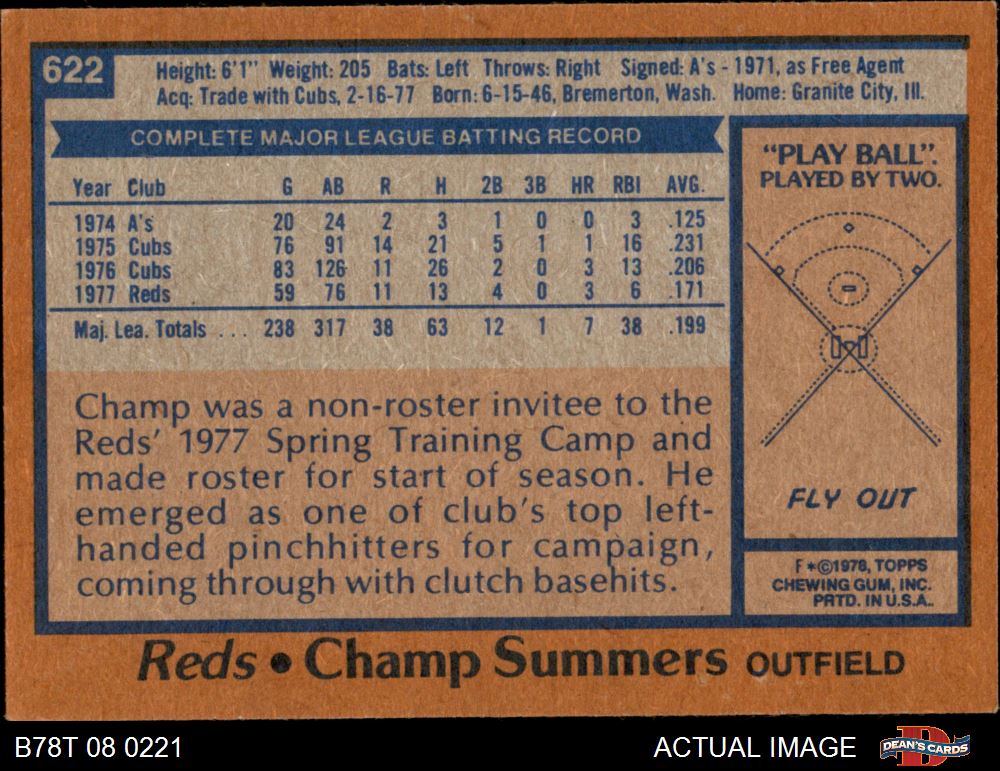 622
Height: 6'1" Weight: 205 Bats: Left Throws: Right Signed: A's - 1971, as Free Agent
Acq: Trade with Cubs, 2-16-77 Born: 6-15-46, Bremerton, Wash. Home: Granite City, Ill.
COMPLETE MAJOR LEAGUE BATTING RECORD
Year Club G AB R H 2B 3B HR RBI AVG.
1974 A's 20 24 2 3 1 0 0 3 .125
1975 Cubs 76 91 14 21 5 1 1 16 .231
1976 Cubs 83 126 11 26 2 0 3 13 .206
1977 Reds 59 76 11 13 4 0 3 6 .171
Maj. Lea. Totals ... 238 317 38 63 12 1 7 38 .199
Champ was a non-roster invitee to the
Reds' 1977 Spring Training Camp and
made roster for start of season. He
emerged as one of club's top left-
handed pinchhitters for campaign,
coming through with clutch basehits.
"PLAY BALL".
PLAYED BY TWO.
FLY OUT
F*©1978, TOPPS
CHEWING GUM, INC.
PRTD. IN U.S.A.
Reds • Champ Summers OUTFIELD
B78T 08 0221
ACTUAL IMAGE
DEAN'S CARDS